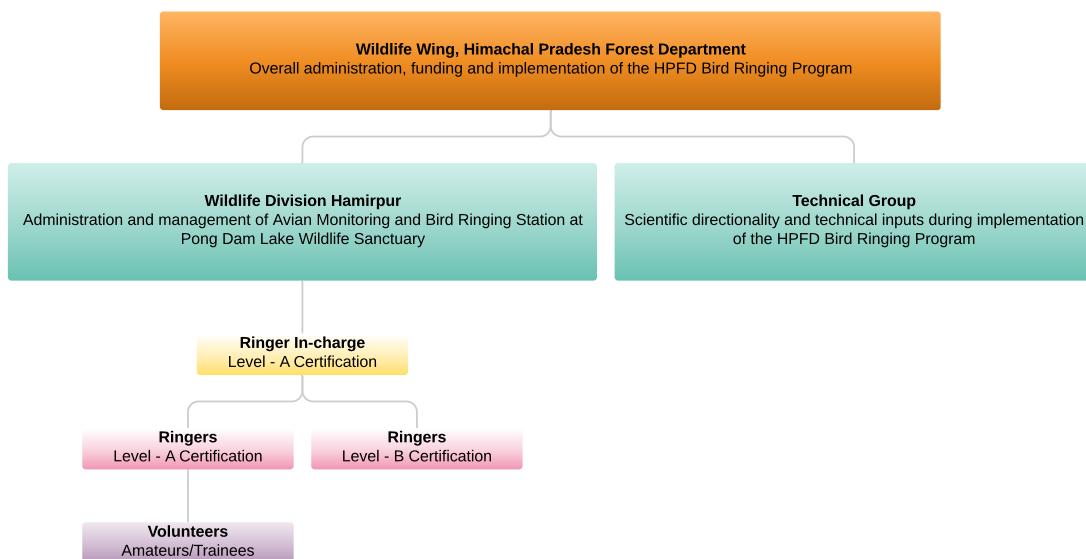 Wildlife Wing, Himachal Pradesh Forest Department
Overall administration, funding and implementation of the HPFD Bird Ringing Program
Wildlife Division Hamirpur
Administration and management of Avian Monitoring and Bird Ringing Station at
Pong Dam Lake Wildlife Sanctuary
Technical Group
Scientific directionality and technical inputs during implementation
of the HPFD Bird Ringing Program
Ringer In-charge
Level - A Certification
Ringers
Level - A Certification
Ringers
Level - B Certification
Volunteers
Amateurs/Trainees